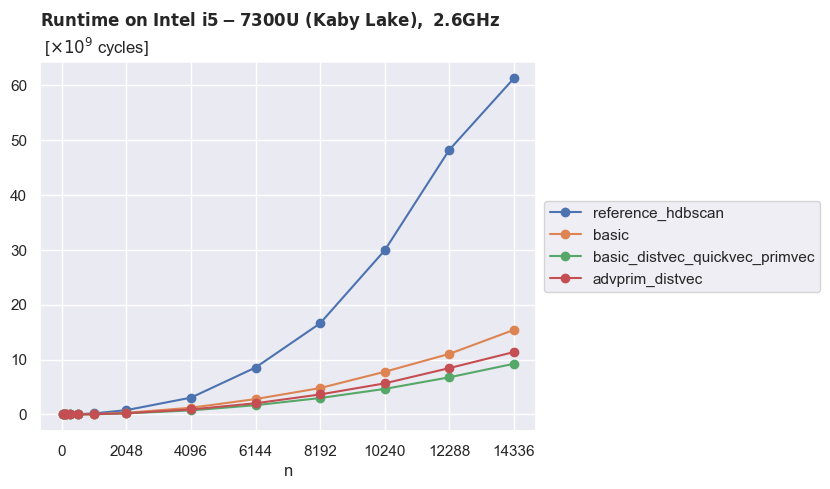 Runtime on Intel i5 − 7300U (Kaby Lake), 2.6GHz
[×10⁹ cycles]
60
50
40
30
20
10
0
0 2048 4096 6144 8192 10240 12288 14336
n
reference_hdbscan
basic
basic_distvec_quickvec_primvec
advprim_distvec